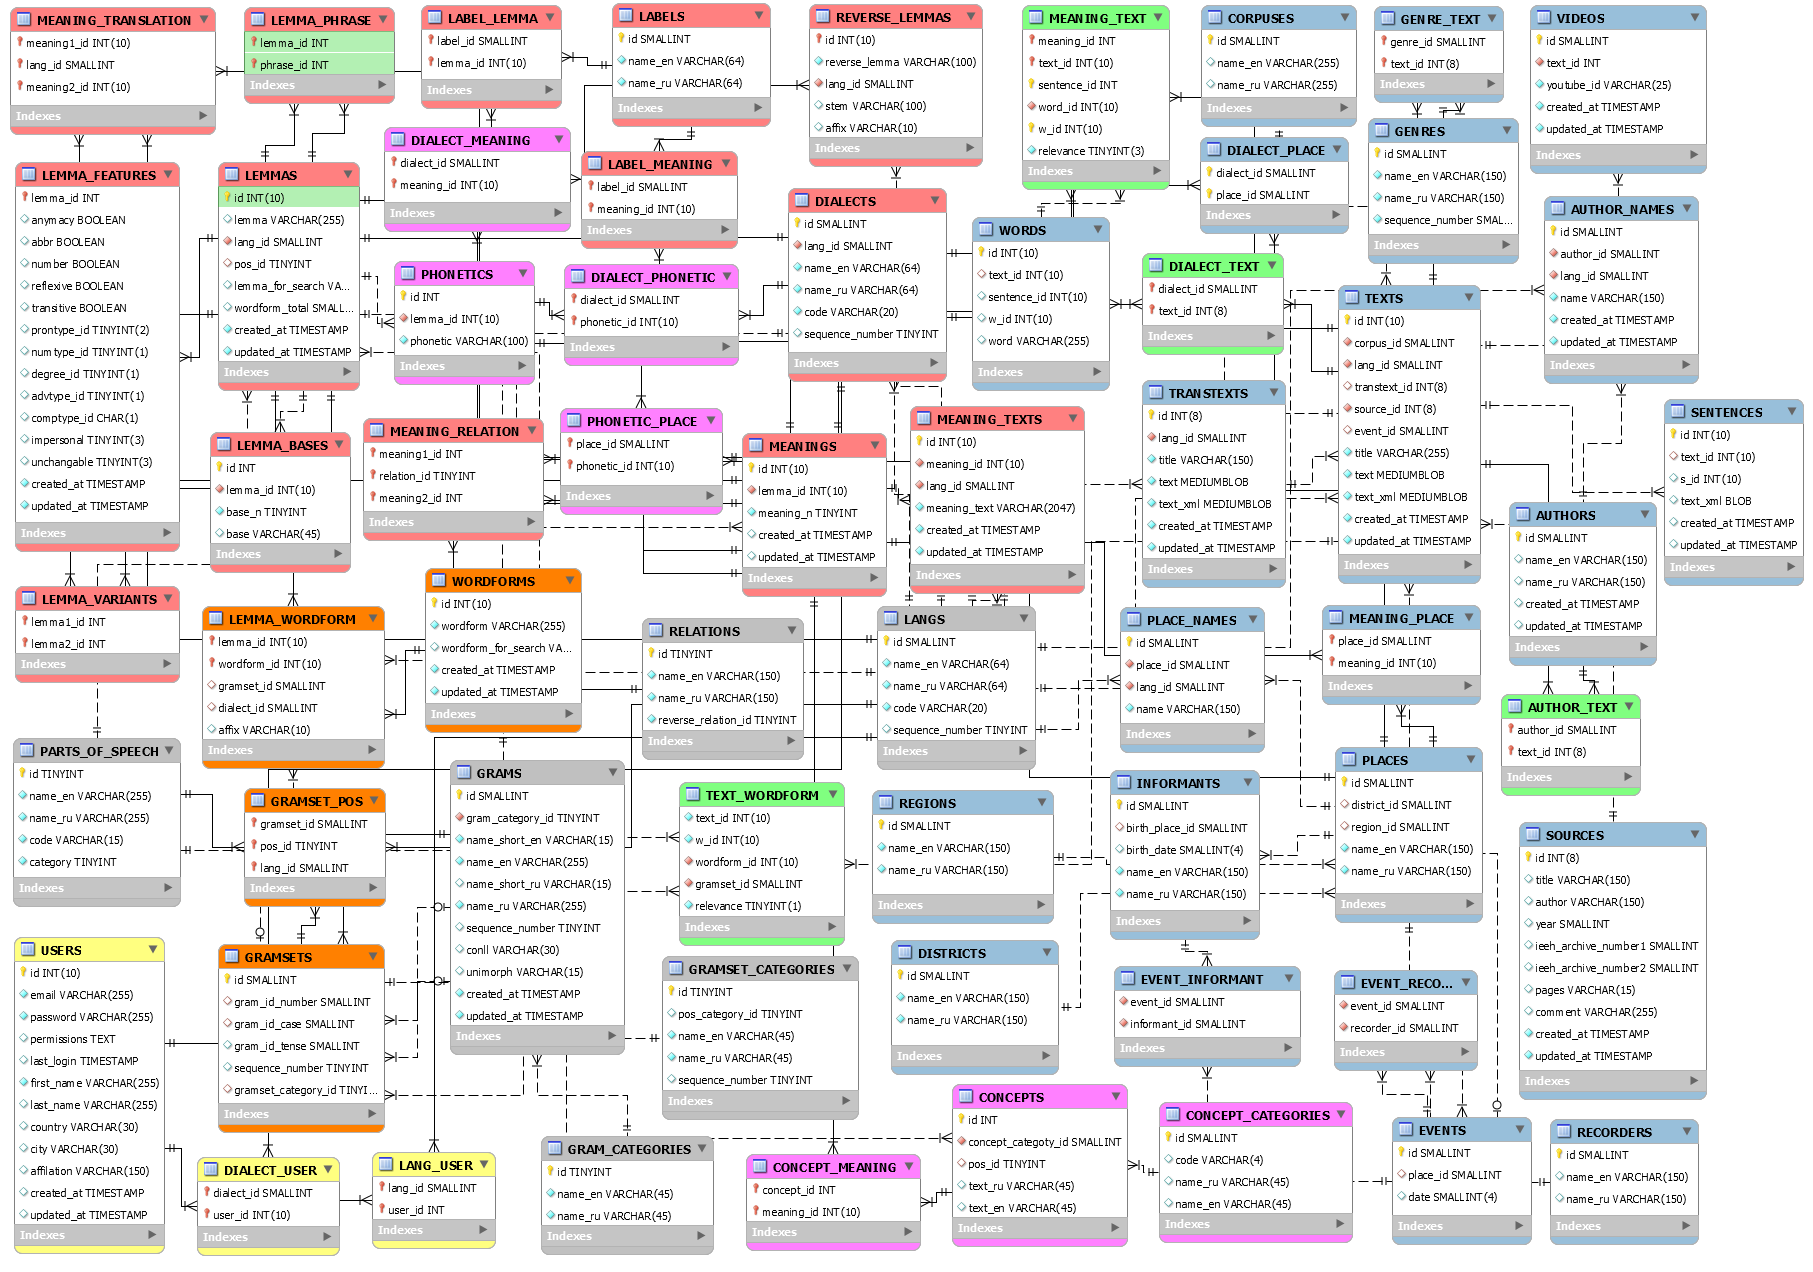 MEANING_TRANSLATION
meaning1_id INT(10)
lang_id SMALLINT
meaning2_id INT(10)
Indexes
LEMMA_PHRASE
lemma_id INT
phrase_id INT
Indexes
LABEL_LEMMA
label_id SMALLINT
lemma_id INT(10)
Indexes
LABELS
id SMALLINT
name_en VARCHAR(64)
name_ru VARCHAR(64)
Indexes
REVERSE_LEMMAS
id INT(10)
reverse_lemma VARCHAR(100)
lang_id SMALLINT
stem VARCHAR(100)
affix VARCHAR(10)
Indexes
MEANING_TEXT
meaning_id INT(10)
text_id INT(10)
sentence_id INT
word_id INT(10)
w_id INT(10)
relevance TINYINT(3)
Indexes
CORPUSES
id SMALLINT
name_en VARCHAR(255)
name_ru VARCHAR(255)
Indexes
GENRE_TEXT
genre_id SMALLINT
text_id INT(8)
Indexes
VIDEOS
id SMALLINT
text_id INT
youtube_id VARCHAR(25)
created_at TIMESTAMP
updated_at TIMESTAMP
Indexes
DIALECT_MEANING
dialect_id SMALLINT
meaning_id INT(10)
Indexes
LABEL_MEANING
label_id SMALLINT
meaning_id INT(10)
Indexes
DIALECT_PLACE
dialect_id SMALLINT
place_id SMALLINT
Indexes
GENRES
id SMALLINT
name_en VARCHAR(150)
name_ru VARCHAR(150)
sequence_number SMAL...
Indexes
LEMMA_FEATURES
lemma_id INT
anymacy BOOLEAN
abbr BOOLEAN
number BOOLEAN
reflexive BOOLEAN
transitive BOOLEAN
prontype_id TINYINT(2)
numtype_id TINYINT(1)
degree_id TINYINT(1)
advtype_id TINYINT(1)
comptype_id CHAR(1)
impersonal TINYINT(3)
unchangable TINYINT(3)
created_at TIMESTAMP
updated_at TIMESTAMP
Indexes
LEMMAS
id INT(10)
lemma VARCHAR(255)
lang_id SMALLINT
pos_id TINYINT
lemma_for_search VA...
wordform_total SMALL...
created_at TIMESTAMP
updated_at TIMESTAMP
Indexes
PHONETICS
id INT
lemma_id INT(10)
phonetic VARCHAR(100)
Indexes
DIALECT_PHONETIC
dialect_id SMALLINT
phonetic_id INT(10)
Indexes
DIALECTS
id SMALLINT
lang_id SMALLINT
name_en VARCHAR(64)
name_ru VARCHAR(64)
code VARCHAR(20)
sequence_number TINYINT
Indexes
WORDS
id INT(10)
text_id INT(10)
sentence_id INT(10)
w_id INT(10)
word VARCHAR(255)
Indexes
DIALECT_TEXT
dialect_id SMALLINT
text_id INT(8)
Indexes
TEXTS
id INT(10)
corpus_id SMALLINT
lang_id SMALLINT
transtext_id INT(8)
source_id INT(8)
event_id SMALLINT
title VARCHAR(255)
text MEDIUMBLOB
text_xml MEDIUMBLOB
created_at TIMESTAMP
updated_at TIMESTAMP
Indexes
AUTHOR_NAMES
id SMALLINT
author_id SMALLINT
lang_id SMALLINT
name VARCHAR(150)
created_at TIMESTAMP
updated_at TIMESTAMP
Indexes
TRANSTEXTS
id INT(8)
lang_id SMALLINT
title VARCHAR(150)
text MEDIUMBLOB
text_xml MEDIUMBLOB
created_at TIMESTAMP
updated_at TIMESTAMP
Indexes
SENTENCES
id INT(10)
text_id INT(10)
s_id INT(10)
text_xml BLOB
created_at TIMESTAMP
updated_at TIMESTAMP
Indexes
LEMMA_BASES
id INT
lemma_id INT(10)
base_n TINYINT
base VARCHAR(45)
Indexes
MEANING_RELATION
meaning1_id INT
relation_id TINYINT
meaning2_id INT
Indexes
PHONETIC_PLACE
place_id SMALLINT
phonetic_id INT(10)
Indexes
MEANINGS
id INT(10)
lemma_id INT(10)
meaning_n TINYINT
created_at TIMESTAMP
updated_at TIMESTAMP
Indexes
MEANING_TEXTS
id INT(10)
meaning_id INT(10)
lang_id SMALLINT
meaning_text VARCHAR(2047)
created_at TIMESTAMP
updated_at TIMESTAMP
Indexes
AUTHORS
id SMALLINT
name_en VARCHAR(150)
name_ru VARCHAR(150)
created_at TIMESTAMP
updated_at TIMESTAMP
Indexes
LEMMA_VARIANTS
lemma1_id INT
lemma2_id INT
Indexes
LEMMA_WORDFORM
lemma_id INT(10)
wordform_id INT(10)
gramset_id SMALLINT
dialect_id SMALLINT
affix VARCHAR(10)
Indexes
WORDFORMS
id INT(10)
wordform VARCHAR(255)
wordform_for_search VA...
created_at TIMESTAMP
updated_at TIMESTAMP
Indexes
RELATIONS
id TINYINT
name_en VARCHAR(150)
name_ru VARCHAR(150)
reverse_relation_id TINYINT
Indexes
LANGS
id SMALLINT
name_en VARCHAR(64)
name_ru VARCHAR(64)
code VARCHAR(20)
sequence_number TINYINT
Indexes
PLACE_NAMES
id SMALLINT
place_id SMALLINT
lang_id SMALLINT
name VARCHAR(150)
Indexes
MEANING_PLACE
place_id SMALLINT
meaning_id INT(10)
Indexes
AUTHOR_TEXT
author_id SMALLINT
text_id INT(8)
Indexes
PARTS_OF_SPEECH
id TINYINT
name_en VARCHAR(255)
name_ru VARCHAR(255)
code VARCHAR(15)
category TINYINT
Indexes
GRAMSET_POS
gramset_id SMALLINT
pos_id TINYINT
lang_id SMALLINT
Indexes
GRAMS
id SMALLINT
gram_category_id TINYINT
name_short_en VARCHAR(15)
name_en VARCHAR(255)
name_short_ru VARCHAR(15)
name_ru VARCHAR(255)
sequence_number TINYINT
conll VARCHAR(30)
unimorph VARCHAR(15)
created_at TIMESTAMP
updated_at TIMESTAMP
Indexes
TEXT_WORDFORM
text_id INT(10)
w_id INT(10)
wordform_id INT(10)
gramset_id SMALLINT
relevance TINYINT(1)
Indexes
REGIONS
id SMALLINT
name_en VARCHAR(150)
name_ru VARCHAR(150)
Indexes
INFORMANTS
id SMALLINT
birth_place_id SMALLINT
birth_date SMALLINT(4)
name_en VARCHAR(150)
name_ru VARCHAR(150)
Indexes
PLACES
id SMALLINT
district_id SMALLINT
region_id SMALLINT
name_en VARCHAR(150)
name_ru VARCHAR(150)
Indexes
SOURCES
id INT(8)
title VARCHAR(150)
author VARCHAR(150)
year SMALLINT
ieeh_archive_number1 SMALLINT
ieeh_archive_number2 SMALLINT
pages VARCHAR(15)
comment VARCHAR(255)
created_at TIMESTAMP
updated_at TIMESTAMP
Indexes
USERS
id INT(10)
email VARCHAR(255)
password VARCHAR(255)
permissions TEXT
last_login TIMESTAMP
first_name VARCHAR(255)
last_name VARCHAR(255)
country VARCHAR(30)
city VARCHAR(30)
affilation VARCHAR(150)
created_at TIMESTAMP
updated_at TIMESTAMP
Indexes
GRAMSETS
id SMALLINT
gram_id_number SMALLINT
gram_id_case SMALLINT
gram_id_tense SMALLINT
sequence_number TINYINT
gramset_category_id TINYI...
Indexes
GRAMSET_CATEGORIES
id TINYINT
pos_category_id TINYINT
name_en VARCHAR(45)
name_ru VARCHAR(45)
sequence_number TINYINT
Indexes
DISTRICTS
id SMALLINT
name_en VARCHAR(150)
name_ru VARCHAR(150)
Indexes
EVENT_INFORMANT
event_id SMALLINT
informant_id SMALLINT
Indexes
EVENT_RECO...
event_id SMALLINT
recorder_id SMALLINT
Indexes
DIALECT_USER
dialect_id SMALLINT
user_id INT(10)
Indexes
LANG_USER
lang_id SMALLINT
user_id INT
Indexes
GRAM_CATEGORIES
id TINYINT
name_en VARCHAR(45)
name_ru VARCHAR(45)
Indexes
CONCEPT_MEANING
concept_id INT
meaning_id INT(10)
Indexes
CONCEPTS
id INT
concept_categoty_id SMALLINT
pos_id TINYINT
text_ru VARCHAR(45)
text_en VARCHAR(45)
Indexes
CONCEPT_CATEGORIES
id SMALLINT
code VARCHAR(4)
name_ru VARCHAR(45)
name_en VARCHAR(45)
Indexes
EVENTS
id SMALLINT
place_id SMALLINT
date SMALLINT(4)
Indexes
RECORDERS
id SMALLINT
name_en VARCHAR(150)
name_ru VARCHAR(150)
Indexes